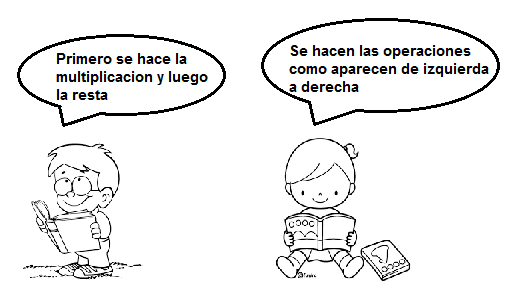 Primero se hace la
multiplicacion y luego
la resta
Se hacen las operaciones
como aparecen de izquierda
a derecha